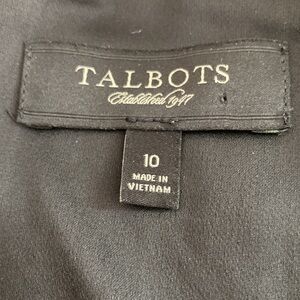 TALBOTS
Established 1947
10
MADE IN
VIETNAM